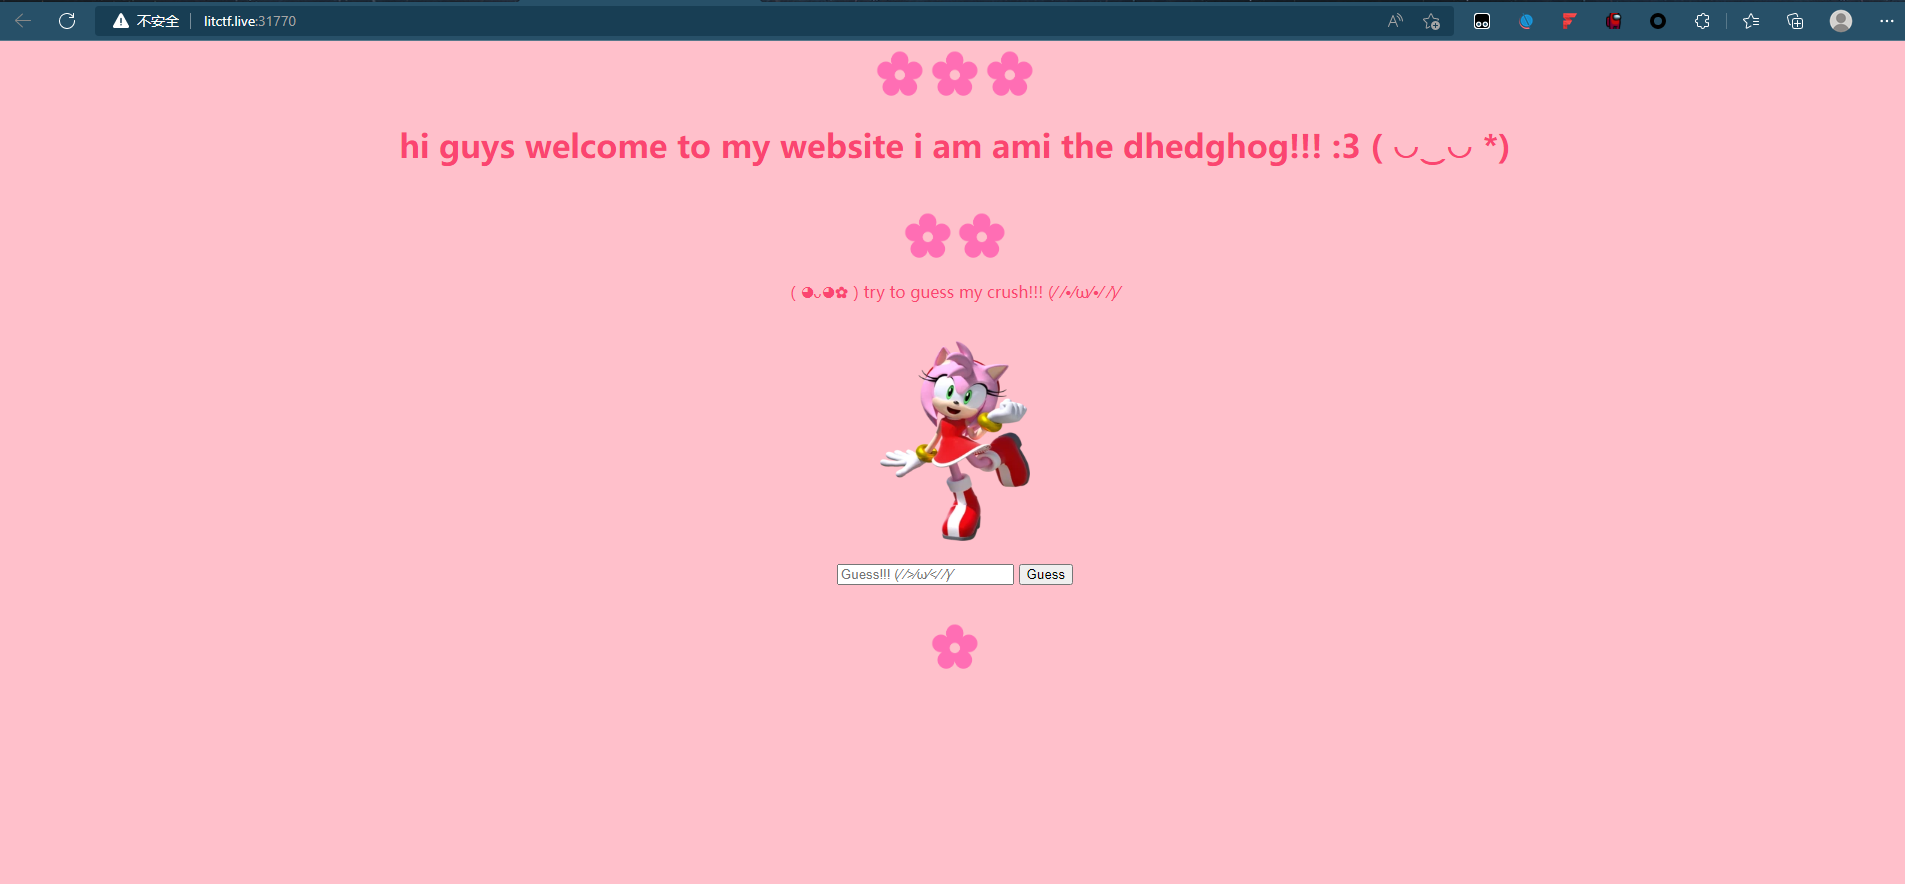 不安全 litctf.live:31770
✿✿✿
hi guys welcome to my website i am ami the dhedghog!!! :3 ( ◡‿◡ *)
✿✿
( ◕ᴗ◕✿ ) try to guess my crush!!! (⁄ ⁄•⁄ω⁄•⁄ ⁄)⁄
Guess!!! (⁄ ⁄>⁄ω⁄<⁄ ⁄)⁄ Guess
✿